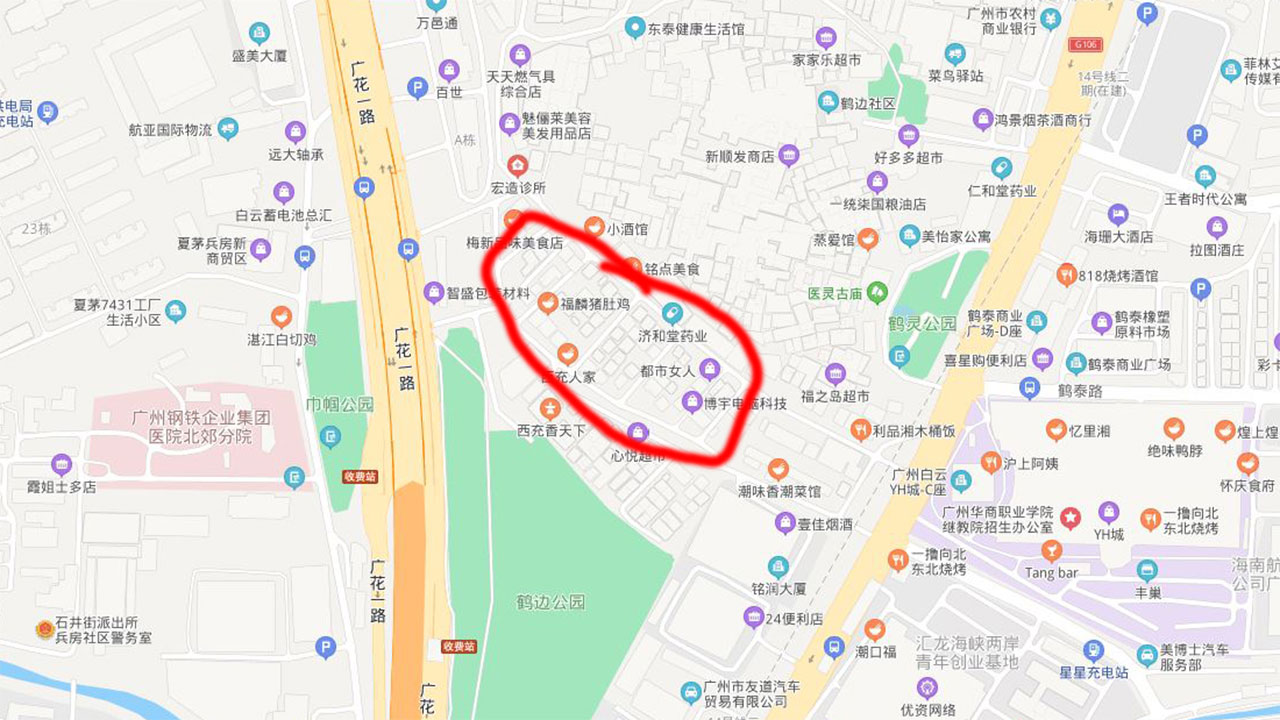 万邑通
盛美大厦
东泰健康生活馆
广州市农村
商业银行
P
G106
家家乐超市
菜鸟驿站
14号线二
期(在建)
菲林艾
传媒有
广花一路
天天燃气具
综合店
百世
P
供电局
充电站
鹤边社区
鸿景烟茶酒商行
魅俪莱美容
美发用品店
航亚国际物流
A栋
远大轴承
P
新顺发商店
好多多超市
宏造诊所
仁和堂药业
王者时代公寓
白云蓄电池总汇
一统柒国粮油店
23栋
海珊大酒店
拉图酒庄
小酒馆
蒸爱馆
美怡家公寓
夏茅兵房新
商贸区
铭点美食
818烧烤酒馆
智盛包
材料
福麟猪肚鸡
医灵古庙
P
夏茅7431工厂
生活小区
鹤灵公园
鹤泰商业
广场-D座
鹤泰橡塑
原料市场
湛江白切鸡
济和堂药业
广花一路
喜星购便利店
鹤泰商业广场
彩卡
都市女人
充人家
福之岛超市
鹤泰路
巾帼公园
博宇电脑科技
广州钢铁企业集团
医院北郊分院
西充香天下
利品湘木桶饭
忆里湘
绝味鸭脖
煌上煌
心悦超市
沪上阿姨
霞姐士多店
收费站
潮味香潮菜馆
广州白云
YH城-C座
怀庆食府
壹佳烟酒
广州华商职业学院
继教院招生办公室
YH城
一撸向北
东北烧烤
一撸向北
东北烧烤
Tang bar
海南航
公司广
广花一路
铭润大厦
丰巢
鹤边公园
24便利店
石井街派出所
兵房社区警务室
P
收费站
潮口福
汇龙海峡两岸
青年创业基地
星星充电站
美博士汽车
服务部
广花
广州市友道汽车
贸易有限公司
优资网络